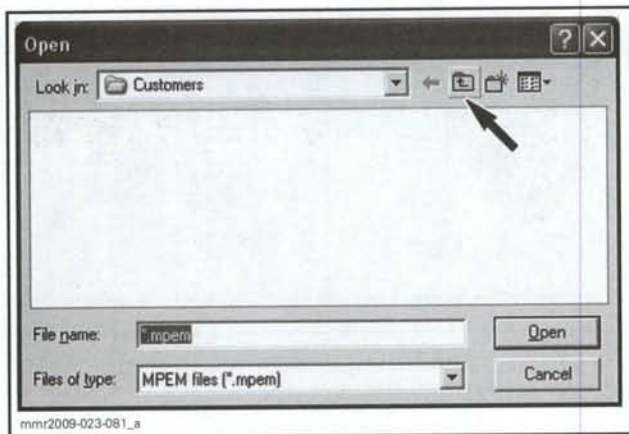 Open
Look in: Customers
File name: *.mpem
Open
Files of type: MPEM files (*.mpem)
Cancel
mmr2009-023-081_a